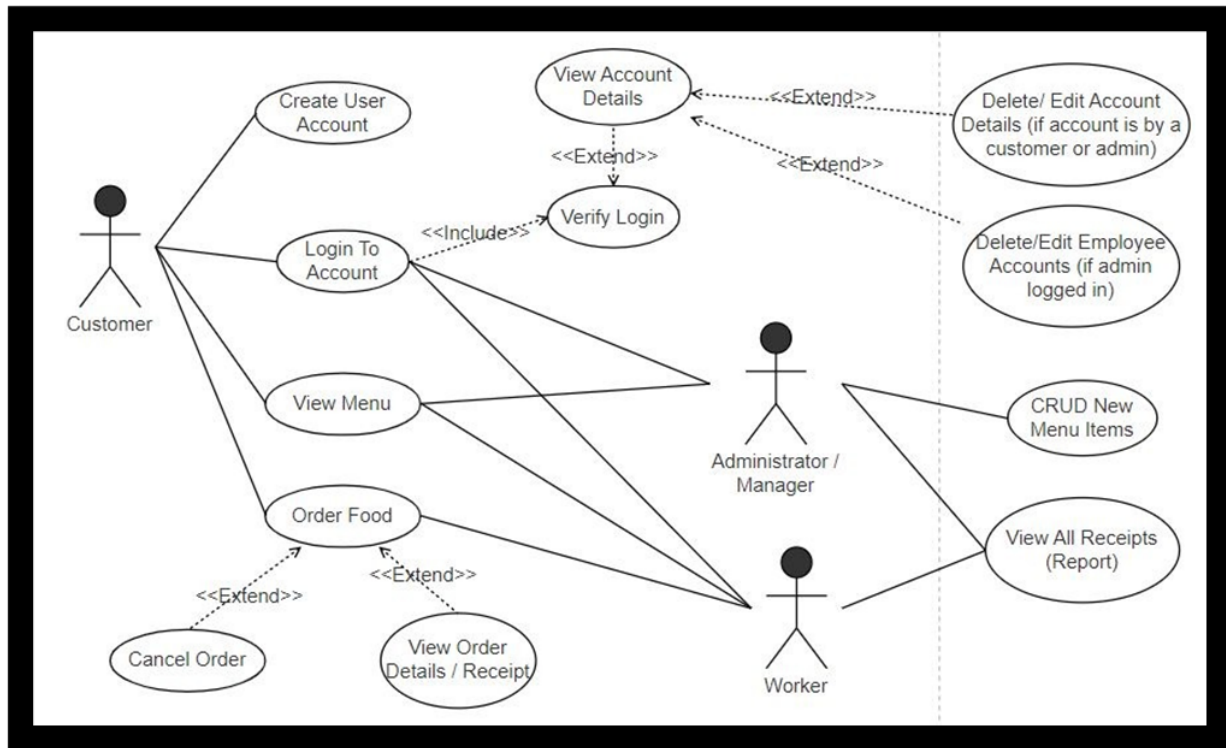 Create User
Account
View Account
Details
<<Extend>>
Delete/ Edit Account
Details (if account is by a
customer or admin)
<<Extend>>
<<Extend>>
Verify Login
<<Include>>
Login To
Account
Delete/Edit Employee
Accounts (if admin
logged in)
Customer
View Menu
CRUD New
Menu Items
Administrator /
Manager
Order Food
View All Receipts
(Report)
<<Extend>>
<<Extend>>
Cancel Order
View Order
Details / Receipt
Worker